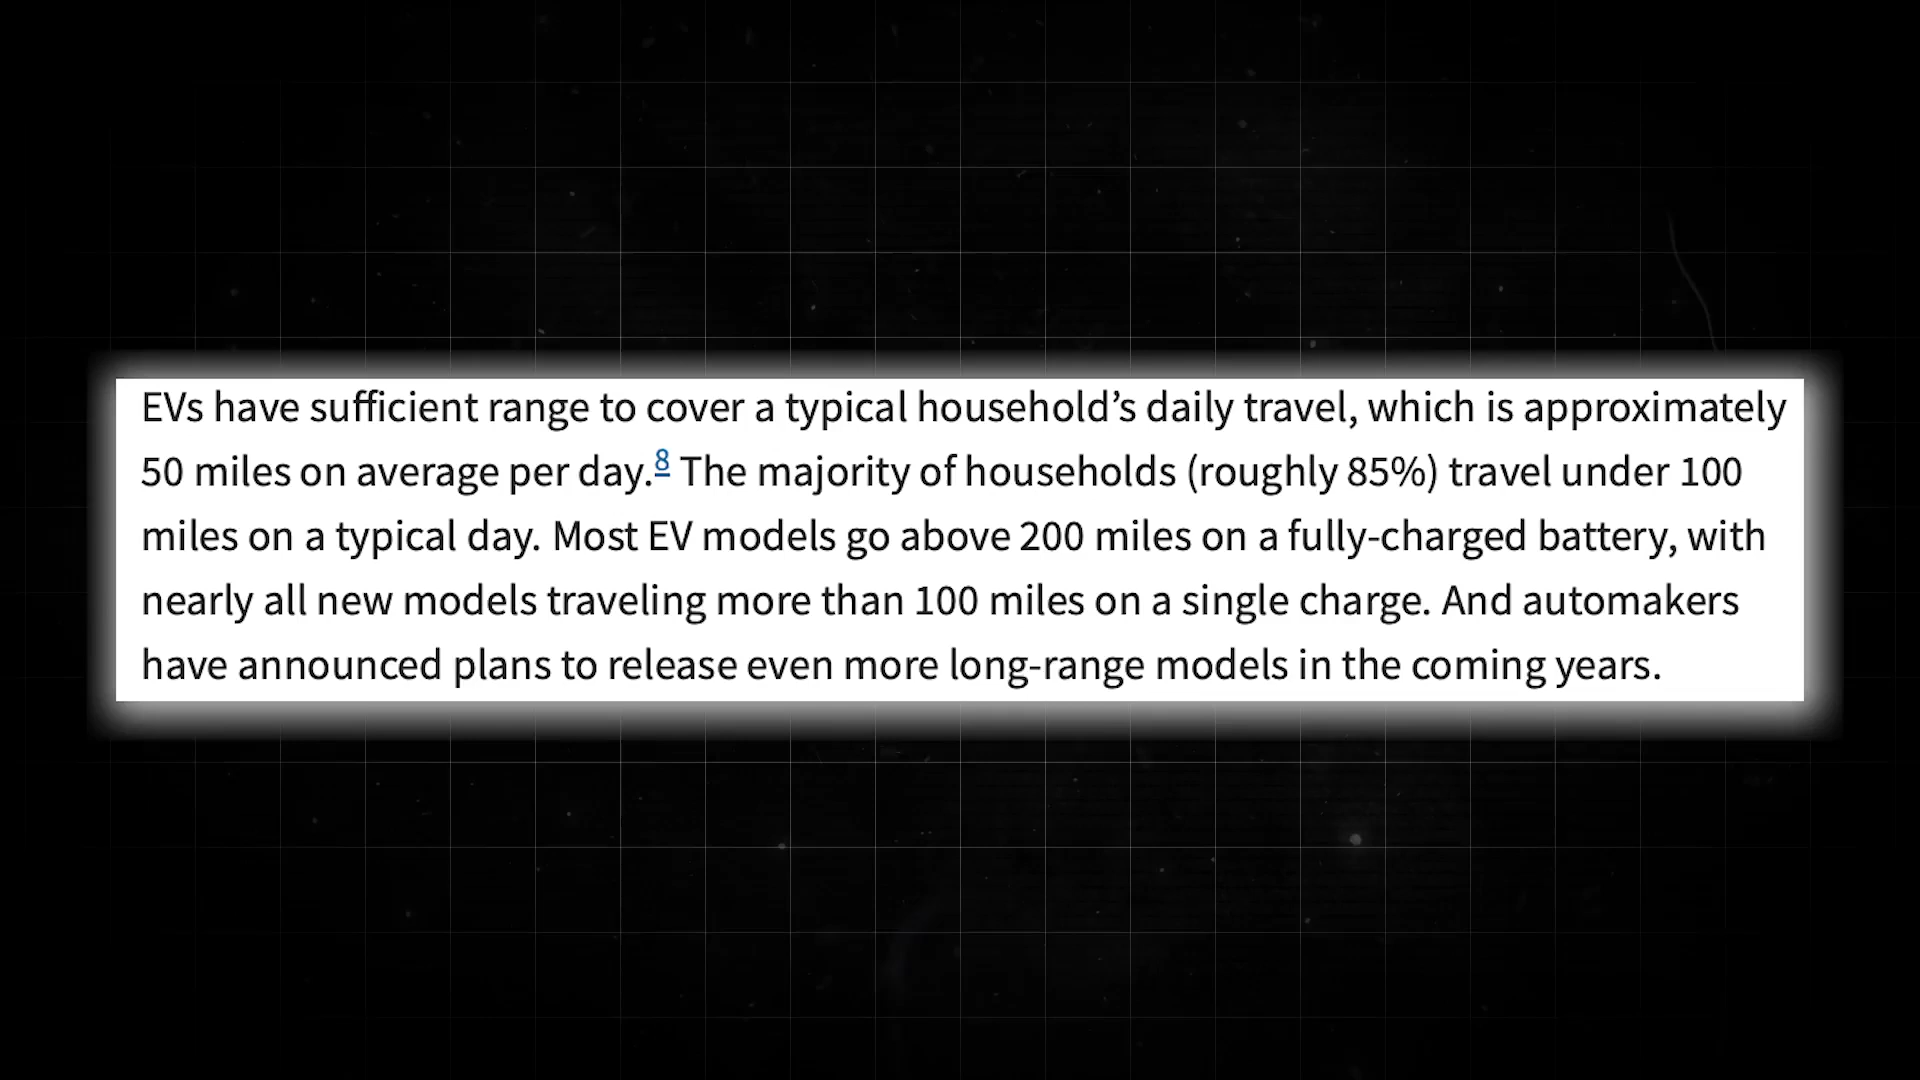 EVs have sufficient range to cover a typical household’s daily travel, which is approximately
50 miles on average per day.8 The majority of households (roughly 85%) travel under 100
miles on a typical day. Most EV models go above 200 miles on a fully-charged battery, with
nearly all new models traveling more than 100 miles on a single charge. And automakers
have announced plans to release even more long-range models in the coming years.